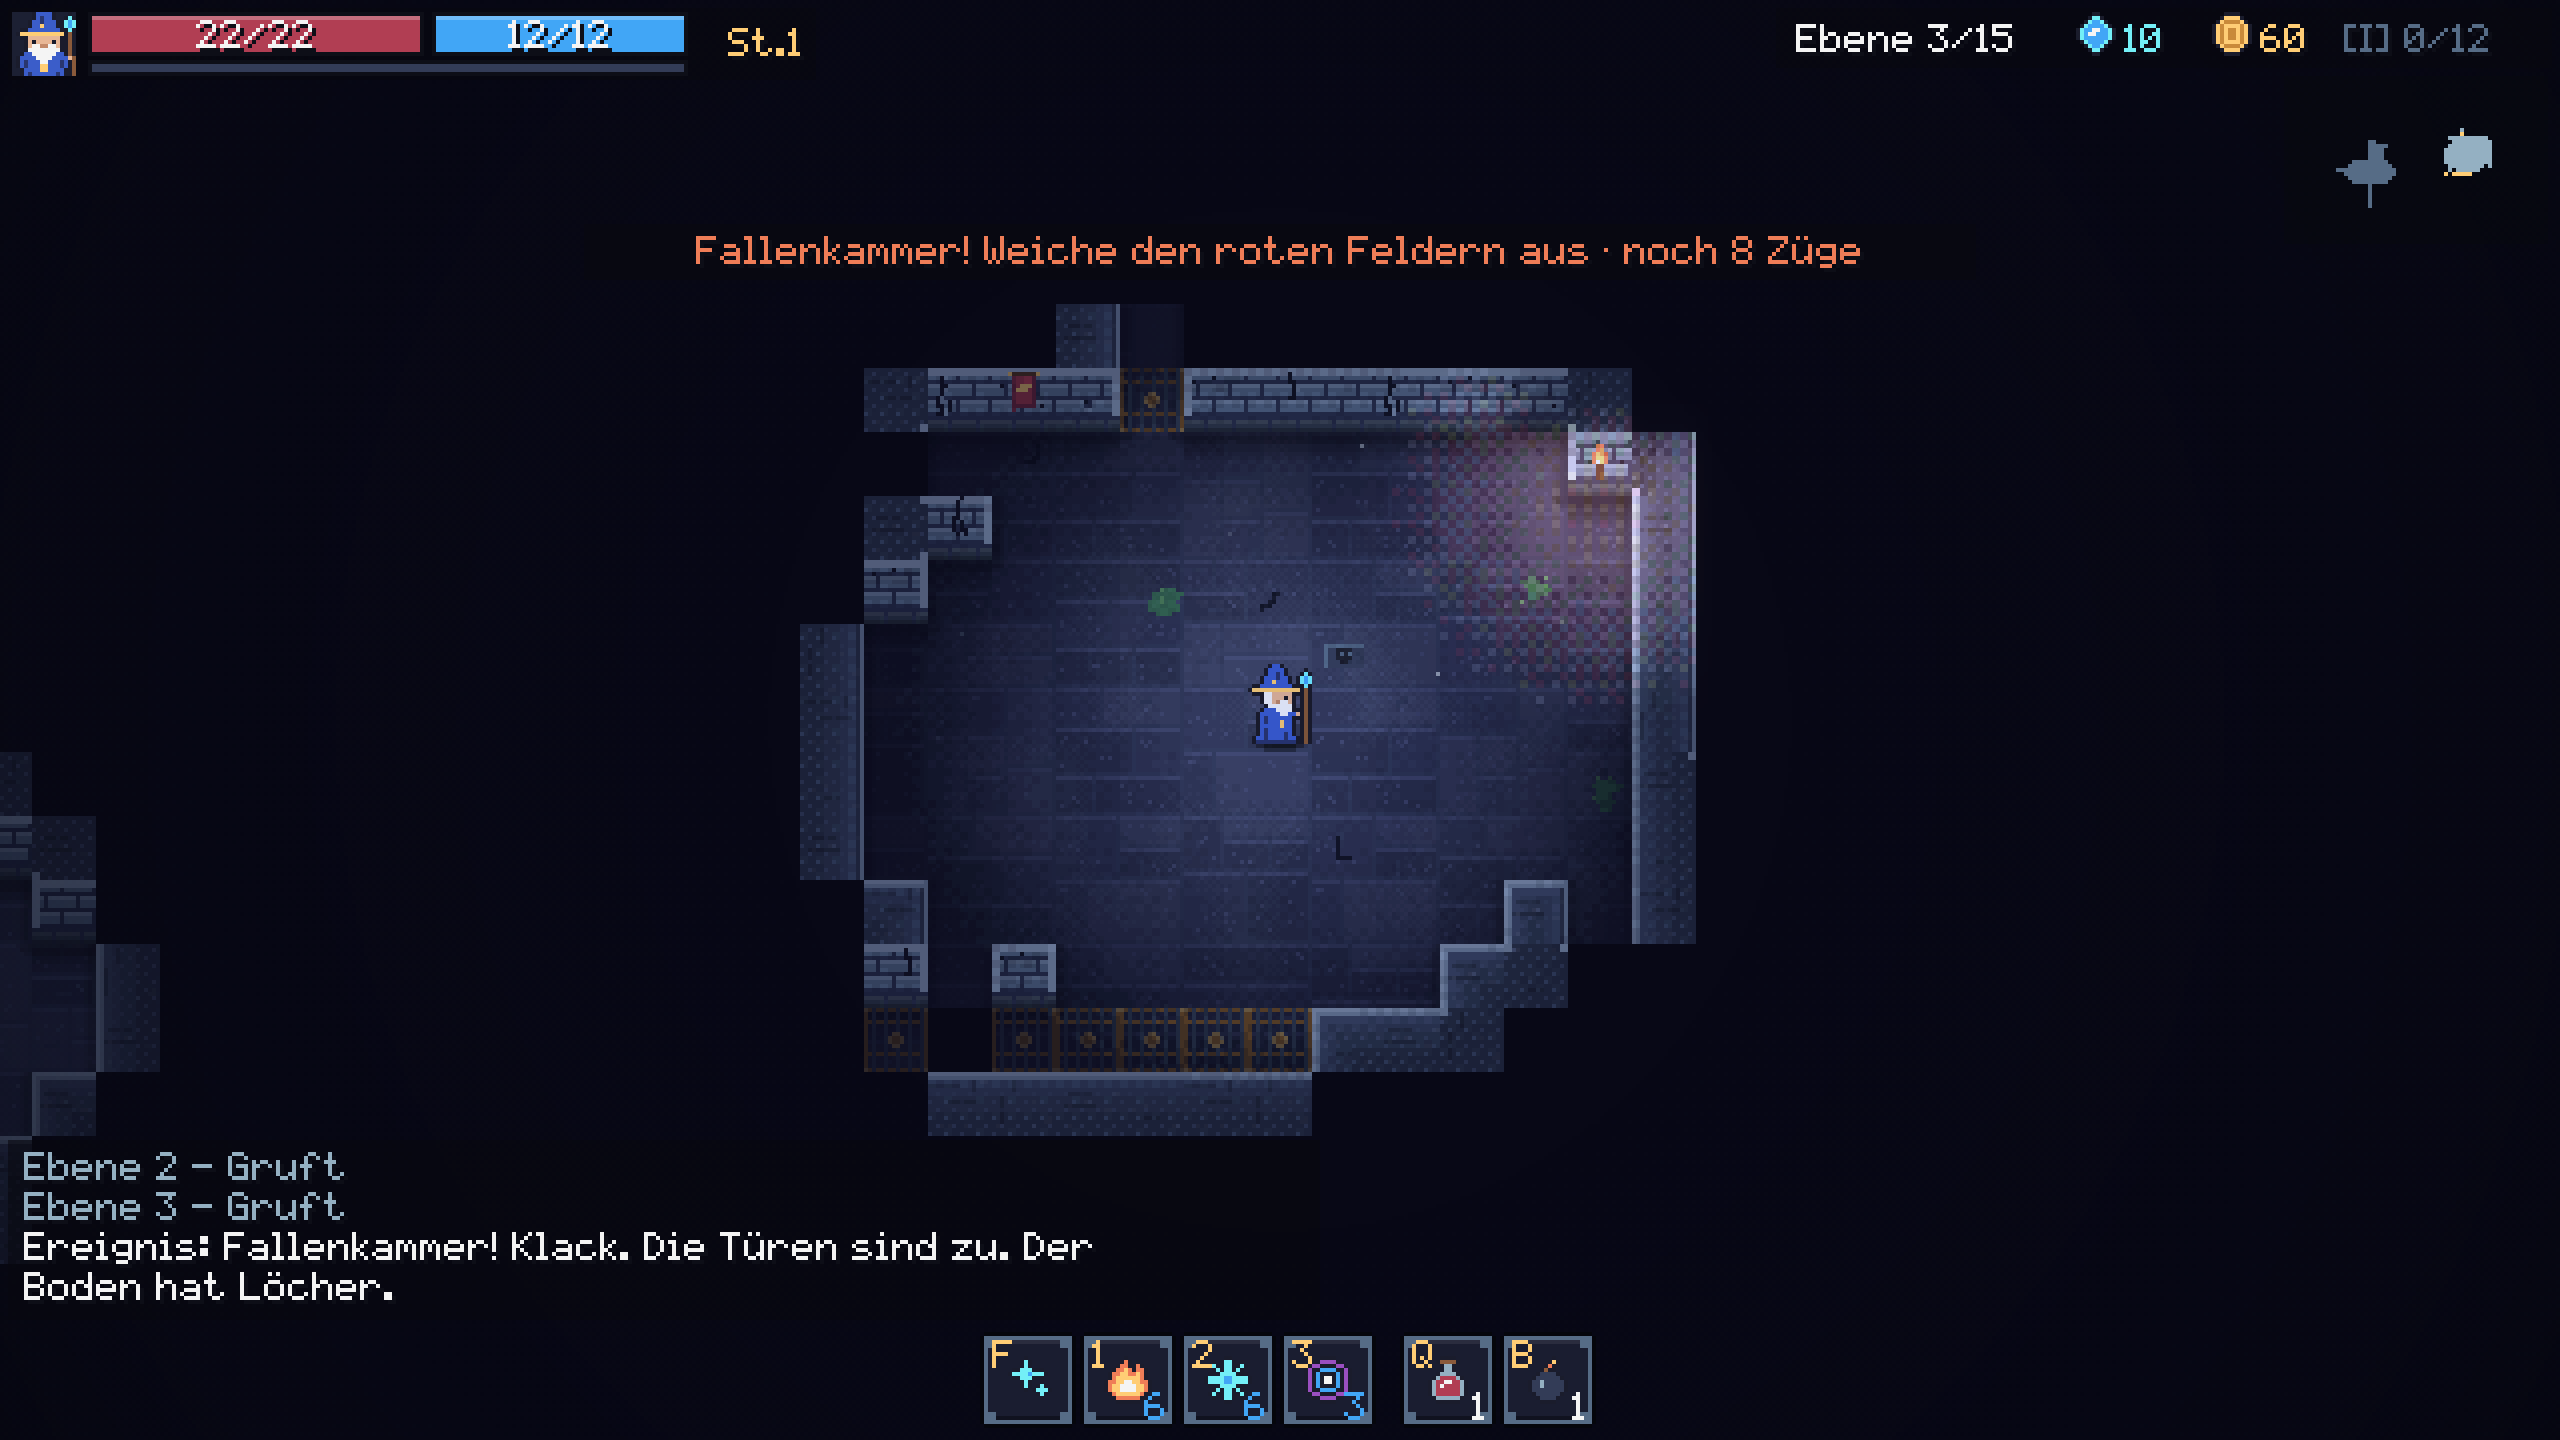 22/22
12/12
St.1
Ebene 3/15
10
60
[I] 0/12
Fallenkammer! Weiche den roten Feldern aus · noch 8 Züge
Ebene 2 - Gruft
Ebene 3 - Gruft
Ereignis: Fallenkammer! Klack. Die Türen sind zu. Der
Boden hat Löcher.
F
1
6
2
6
3
3
Q
1
B
1